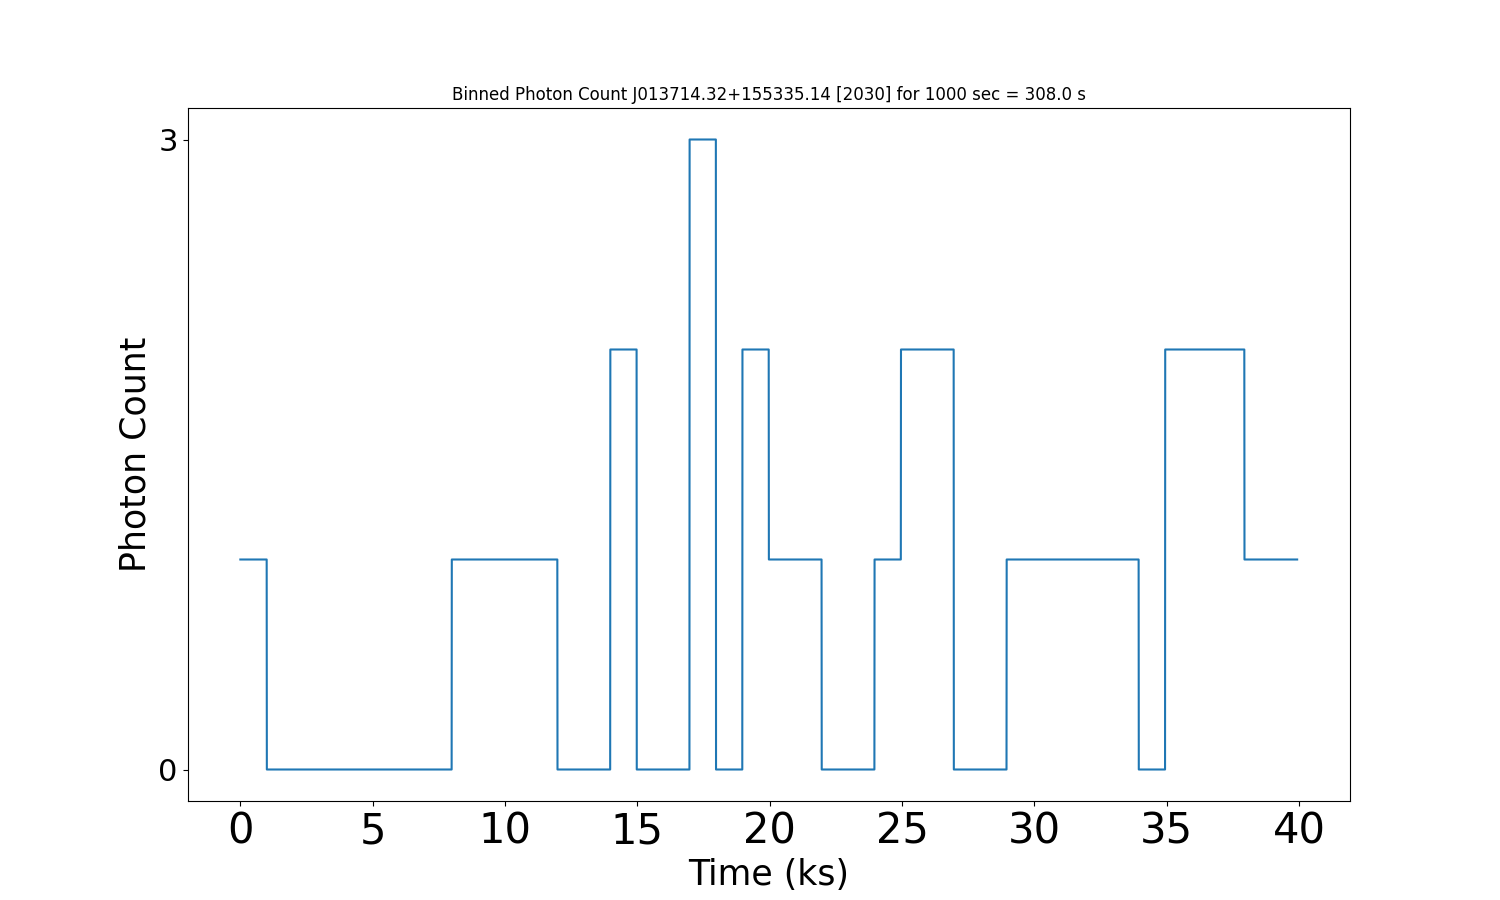 Binned Photon Count J013714.32+155335.14 [2030] for 1000 sec = 308.0 s
3
Photon Count
0
0 5 10 15 20 25 30 35 40
Time (ks)